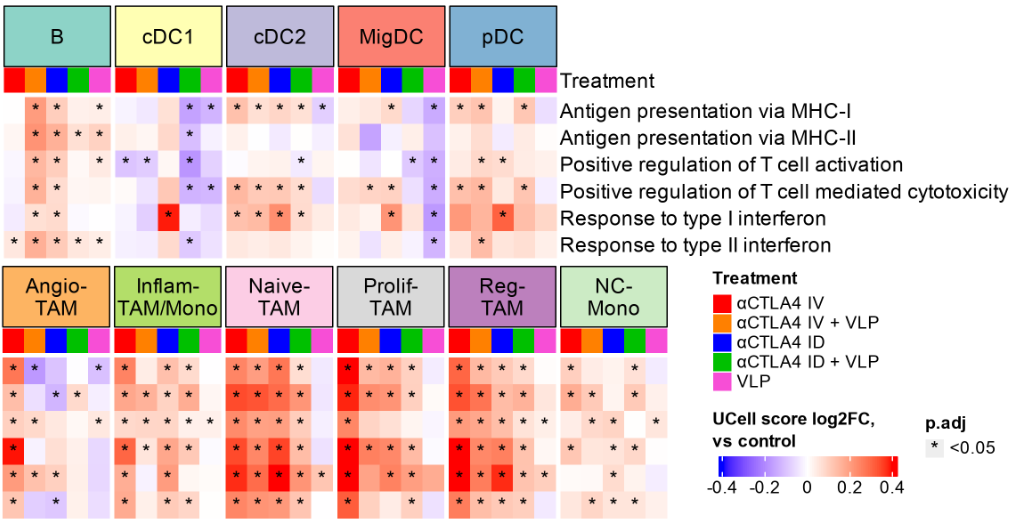 B cDC1 cDC2 MigDC pDC
Treatment
* * * * * * * * * * * * * * *
Antigen presentation via MHC-I
* * * * *
Antigen presentation via MHC-II
* * * * * * * * * * *
Positive regulation of T cell activation
* * * * * * * * * * * * * * *
Positive regulation of T cell mediated cytotoxicity
* * * * * * * * * *
Response to type I interferon
* * * * * * * *
Response to type II interferon
Angio- Inflam- Naive- Prolif- Reg- NC-
TAM TAM/Mono TAM TAM TAM Mono
Treatment
αCTLA4 IV
αCTLA4 IV + VLP
αCTLA4 ID
αCTLA4 ID + VLP
VLP
UCell score log2FC,
vs control
-0.4 -0.2 0 0.2 0.4
p.adj
* <0.05